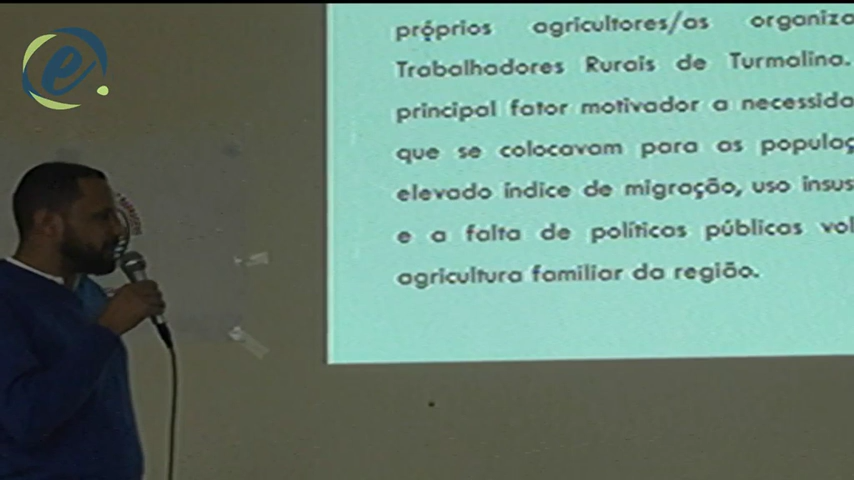 e.
próprios agricultores/as organiza
Trabalhadores Rurais de Turmalina.
principal fator motivador a necessida
que se colocavam para as populaç
elevado índice de migração, uso insus
e a falta de políticas públicas vol
agricultura familiar da região.